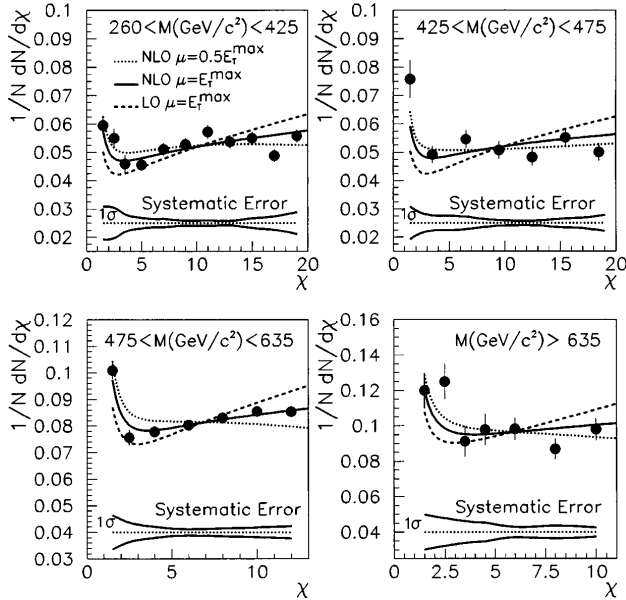 260<M(GeV/c²)<425
NLO μ=0.5E_T^max
NLO μ=E_T^max
LO μ=E_T^max
1σ
Systematic Error
0.1
0.09
0.08
0.07
0.06
0.05
0.04
0.03
0.02
0 5 10 15 20
χ
1/N dN/dχ
425<M(GeV/c²)<475
1σ
Systematic Error
0.1
0.09
0.08
0.07
0.06
0.05
0.04
0.03
0.02
0 5 10 15 20
χ
1/N dN/dχ
475<M(GeV/c²)<635
1σ
Systematic Error
0.12
0.11
0.1
0.09
0.08
0.07
0.06
0.05
0.04
0.03
0 5 10
χ
1/N dN/dχ
M(GeV/c²)> 635
1σ
Systematic Error
0.16
0.14
0.12
0.1
0.08
0.06
0.04
2.5 5 7.5 10
χ
1/N dN/dχ